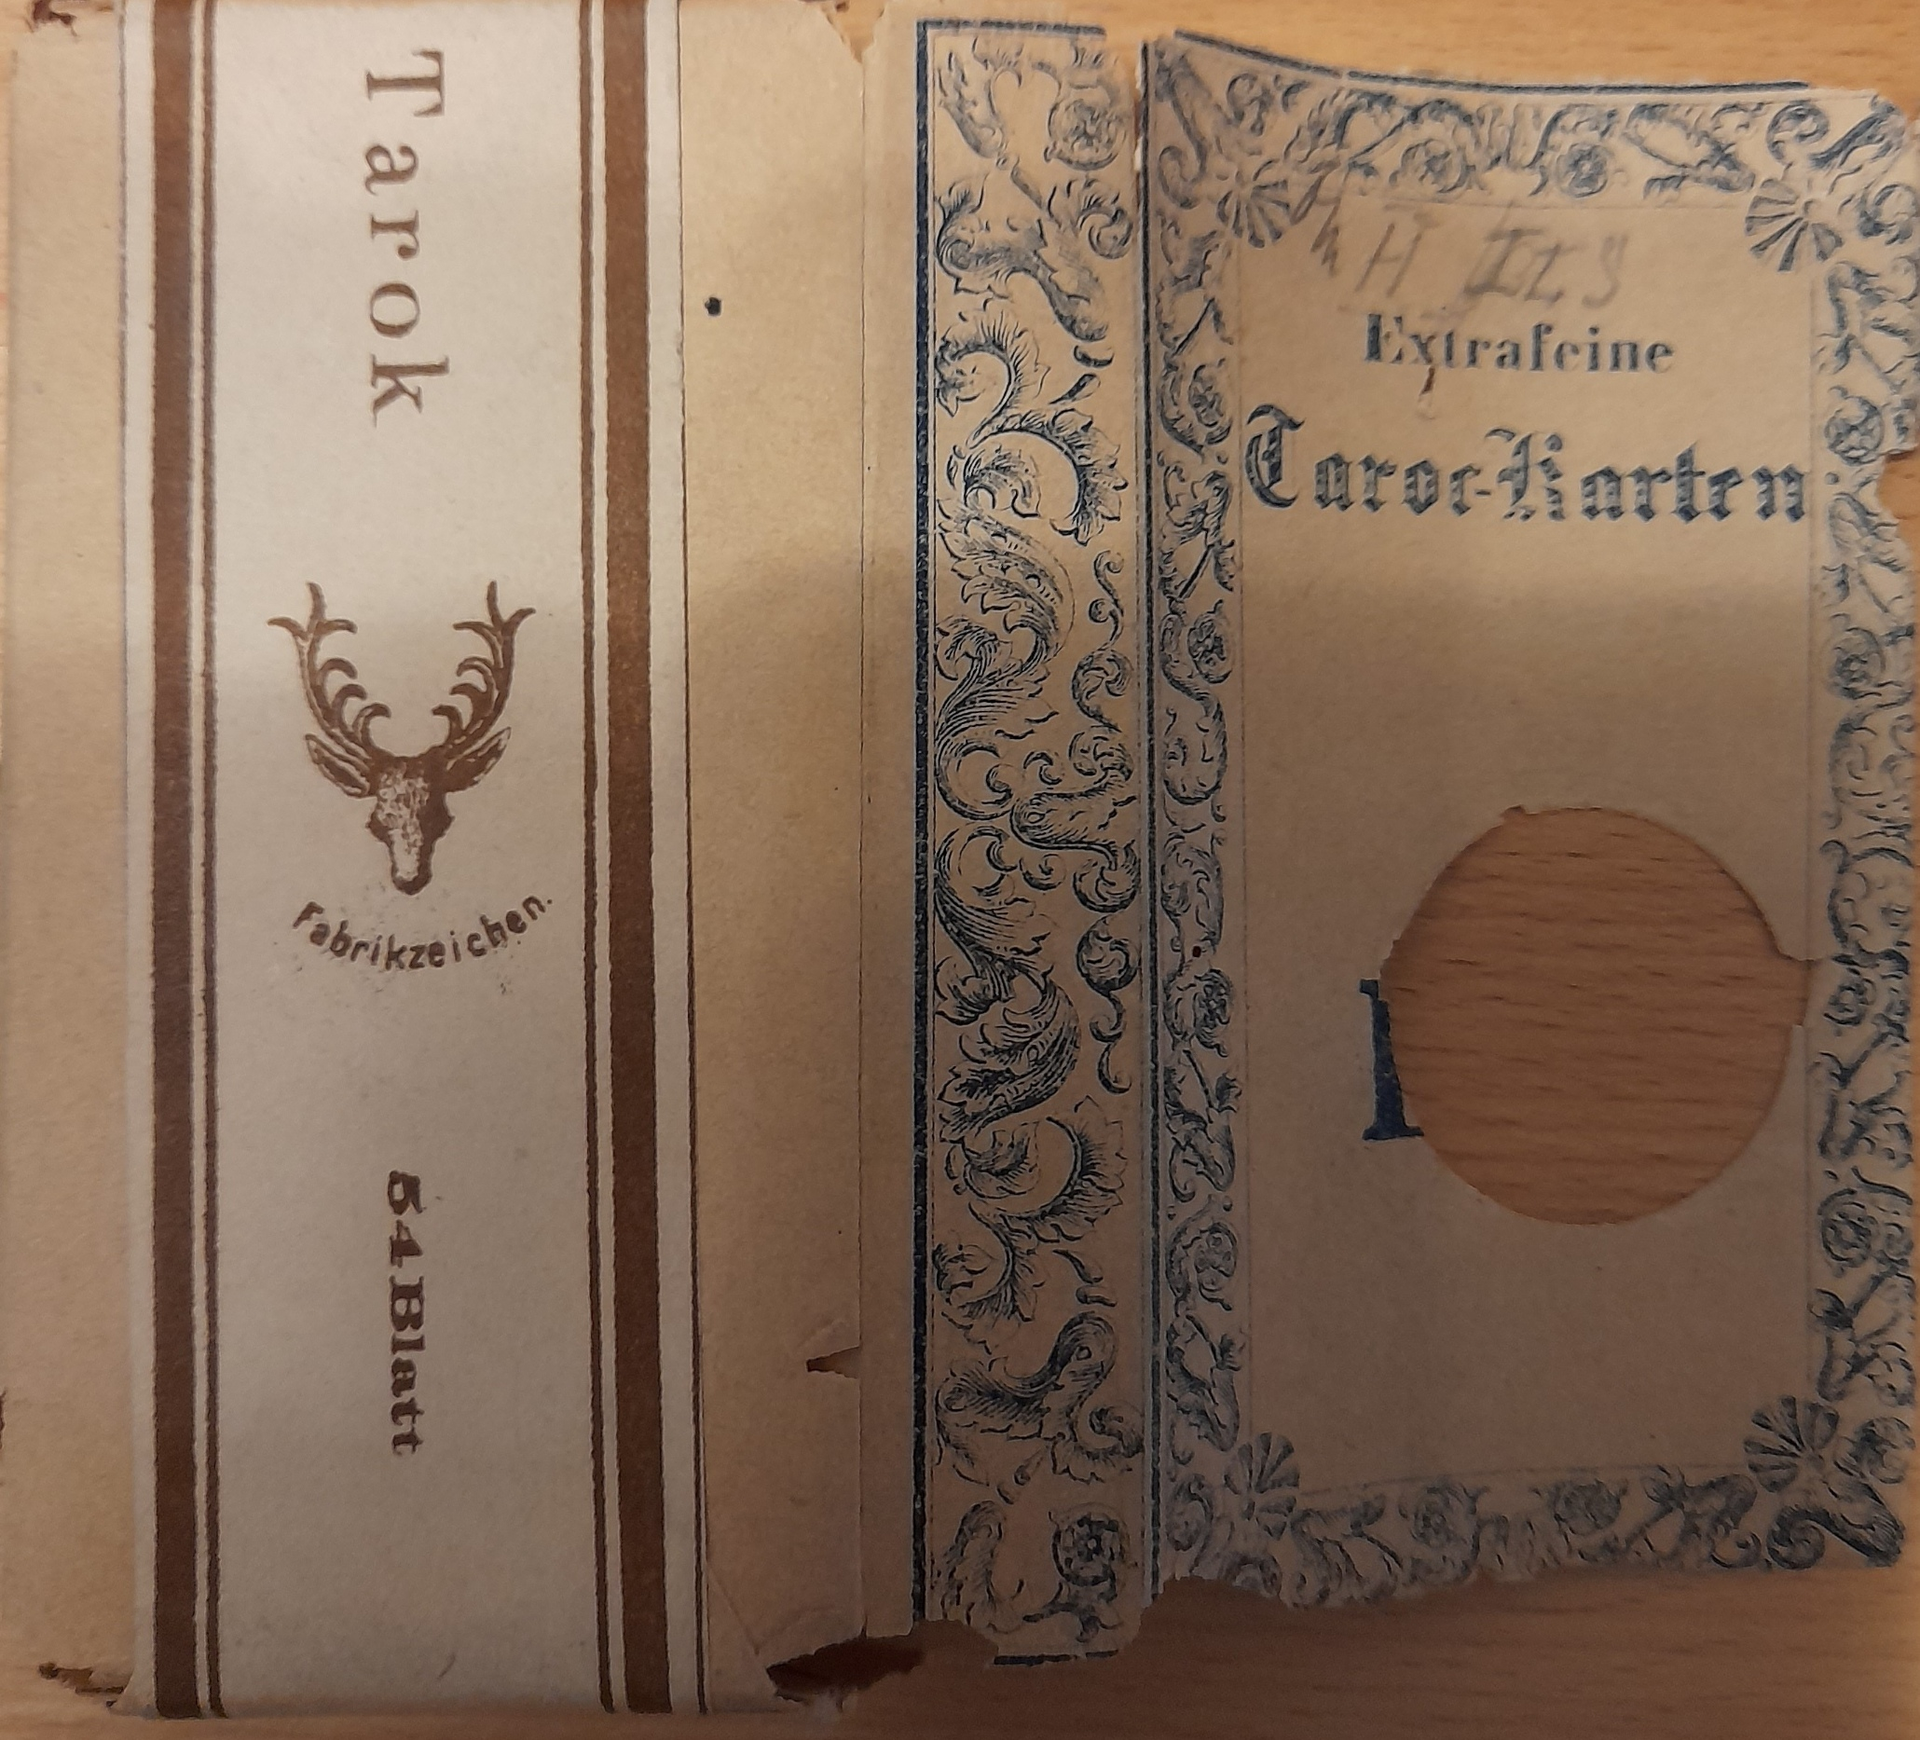 Tarok
Fabrikzeichen.
54 Blatt
Extrafeine
Taroc-Karten